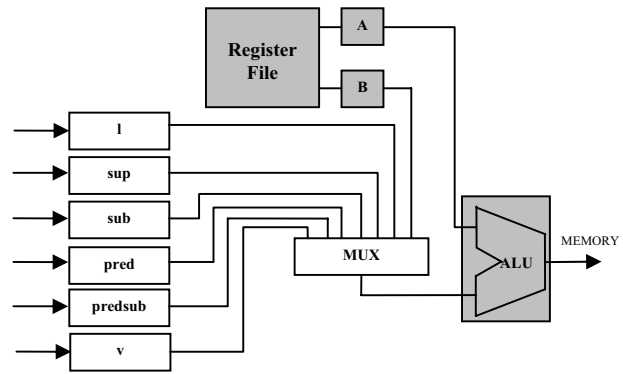 Register
File
A
B
l
sup
sub
pred
predsub
v
MUX
ALU
MEMORY